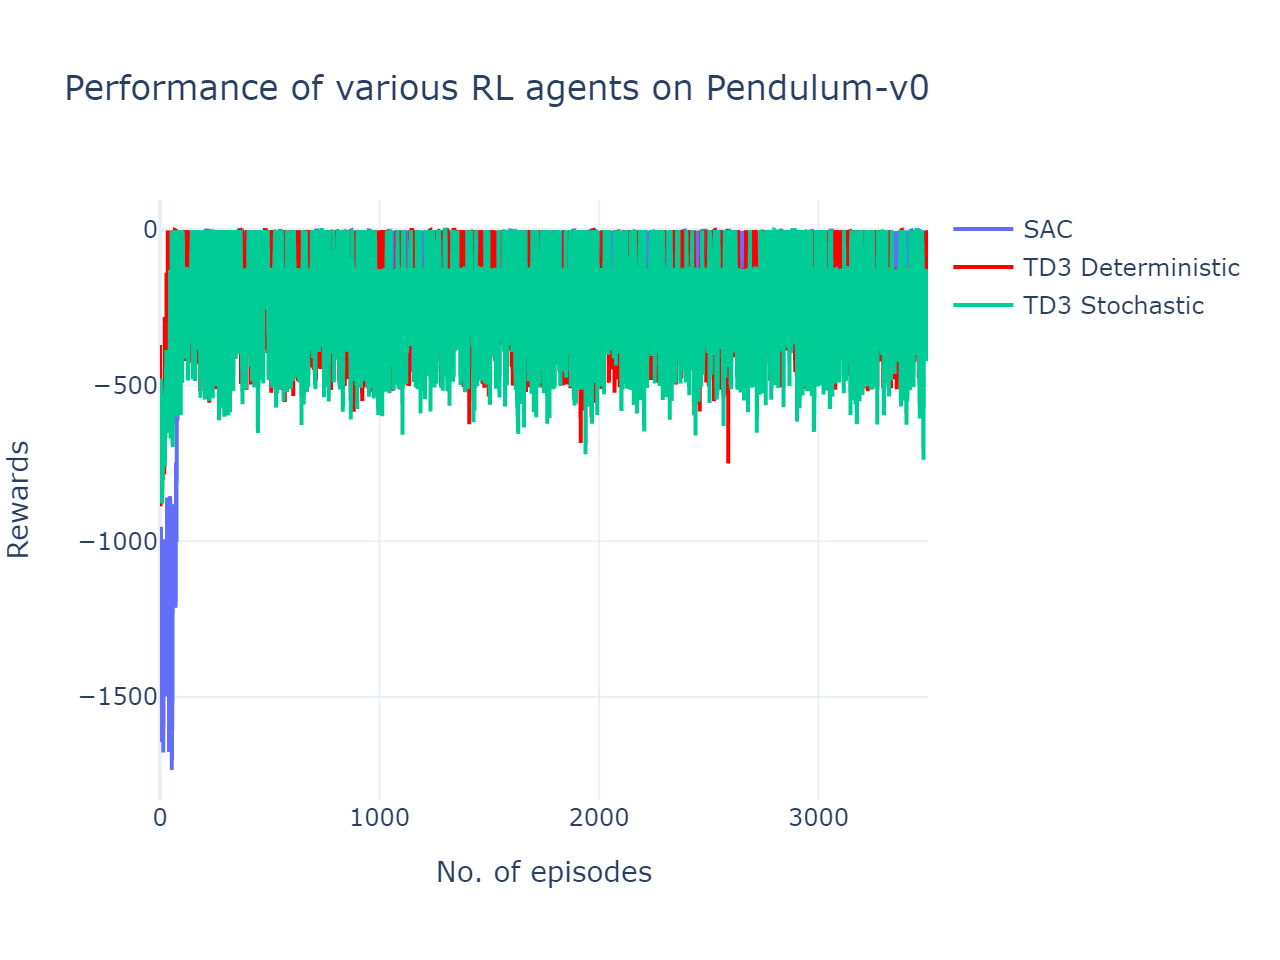 Performance of various RL agents on Pendulum-v0
0
−500
−1000
−1500
Rewards
0
1000
2000
3000
No. of episodes
SAC
TD3 Deterministic
TD3 Stochastic